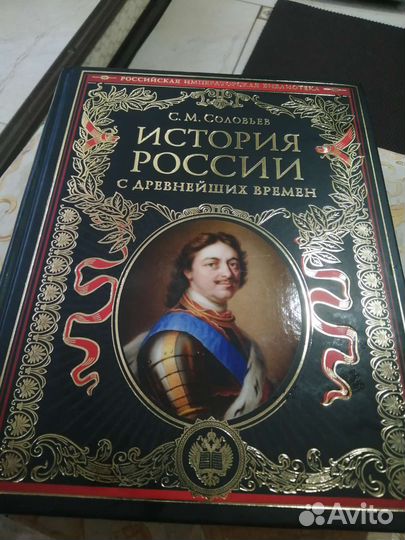 РОССИЙСКАЯ ИМПЕРАТОРСКАЯ БИБЛИОТЕКА
С. М. СОЛОВЬЕВ
ИСТОРИЯ
РОССИИ
С ДРЕВНЕЙШИХ ВРЕМЕН
Avito